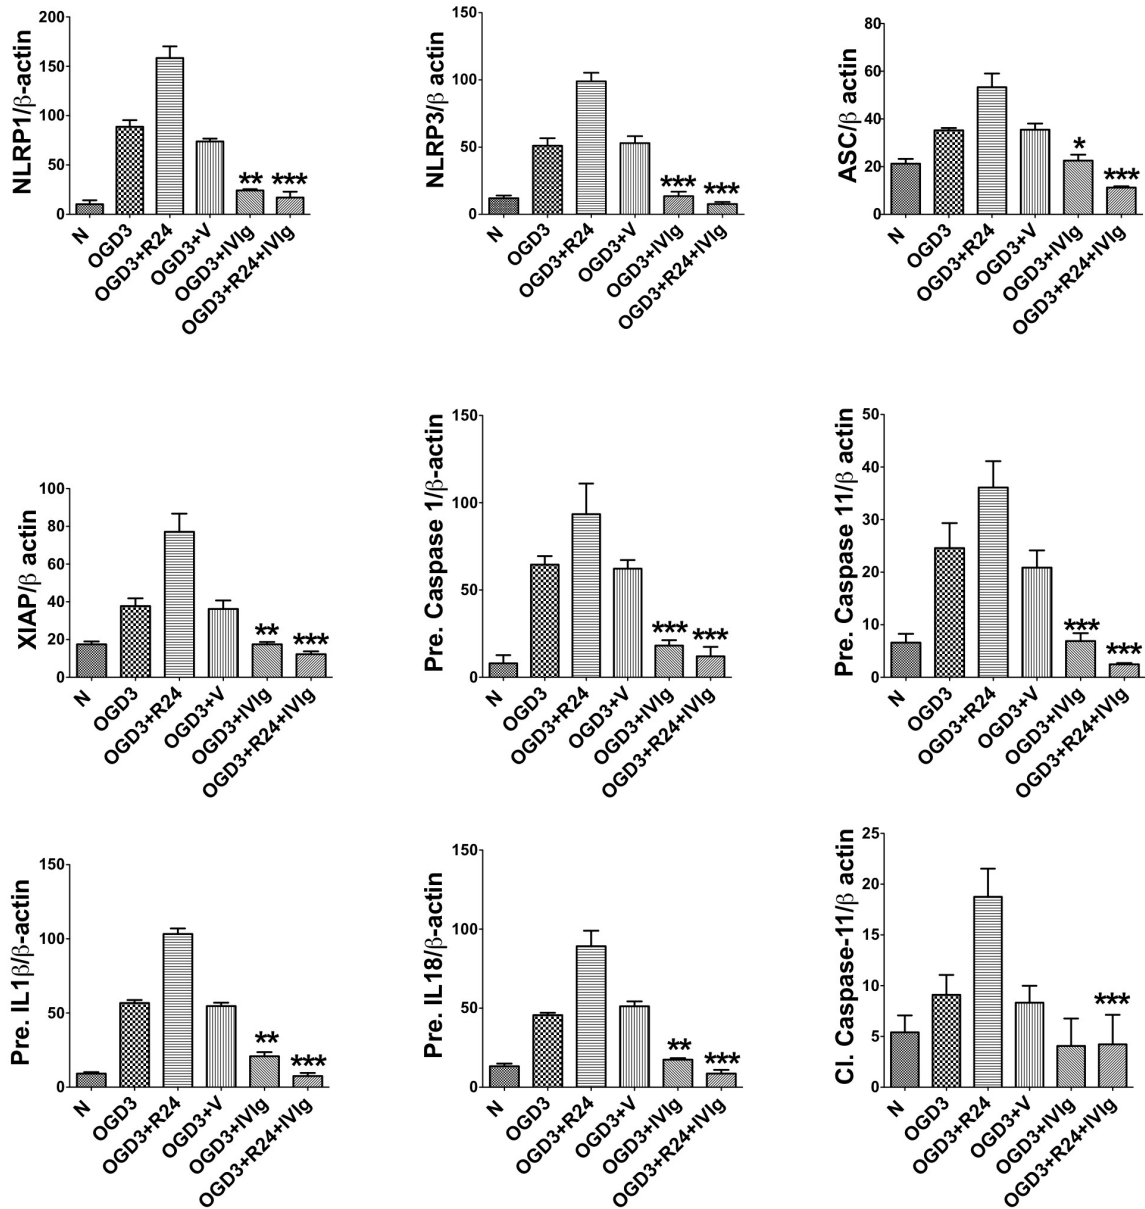 NLRP1/β-actin
200
150
100
50
0
** ***
N
OGD3
OGD3+R24
OGD3+V
OGD3+IVIg
OGD3+R24+IVIg
NLRP3/β actin
150
100
50
0
*** ***
N
OGD3
OGD3+R24
OGD3+V
OGD3+IVIg
OGD3+R24+IVIg
ASC/β actin
80
60
40
20
0
* ***
N
OGD3
OGD3+R24
OGD3+V
OGD3+IVIg
OGD3+R24+IVIg
XIAP/β actin
100
80
60
40
20
0
** ***
N
OGD3
OGD3+R24
OGD3+V
OGD3+IVIg
OGD3+R24+IVIg
Pre. Caspase 1/β-actin
150
100
50
0
*** ***
N
OGD3
OGD3+R24
OGD3+V
OGD3+IVIg
OGD3+R24+IVIg
Pre. Caspase 11/β actin
50
40
30
20
10
0
*** ***
N
OGD3
OGD3+R24
OGD3+V
OGD3+IVIg
OGD3+R24+IVIg
Pre. IL1β/β-actin
150
100
50
0
** ***
N
OGD3
OGD3+R24
OGD3+V
OGD3+IVIg
OGD3+R24+IVIg
Pre. IL18/β-actin
150
100
50
0
** ***
N
OGD3
OGD3+R24
OGD3+V
OGD3+IVIg
OGD3+R24+IVIg
Cl. Caspase-11/β actin
25
20
15
10
5
0
***
N
OGD3
OGD3+R24
OGD3+V
OGD3+IVIg
OGD3+R24+IVIg